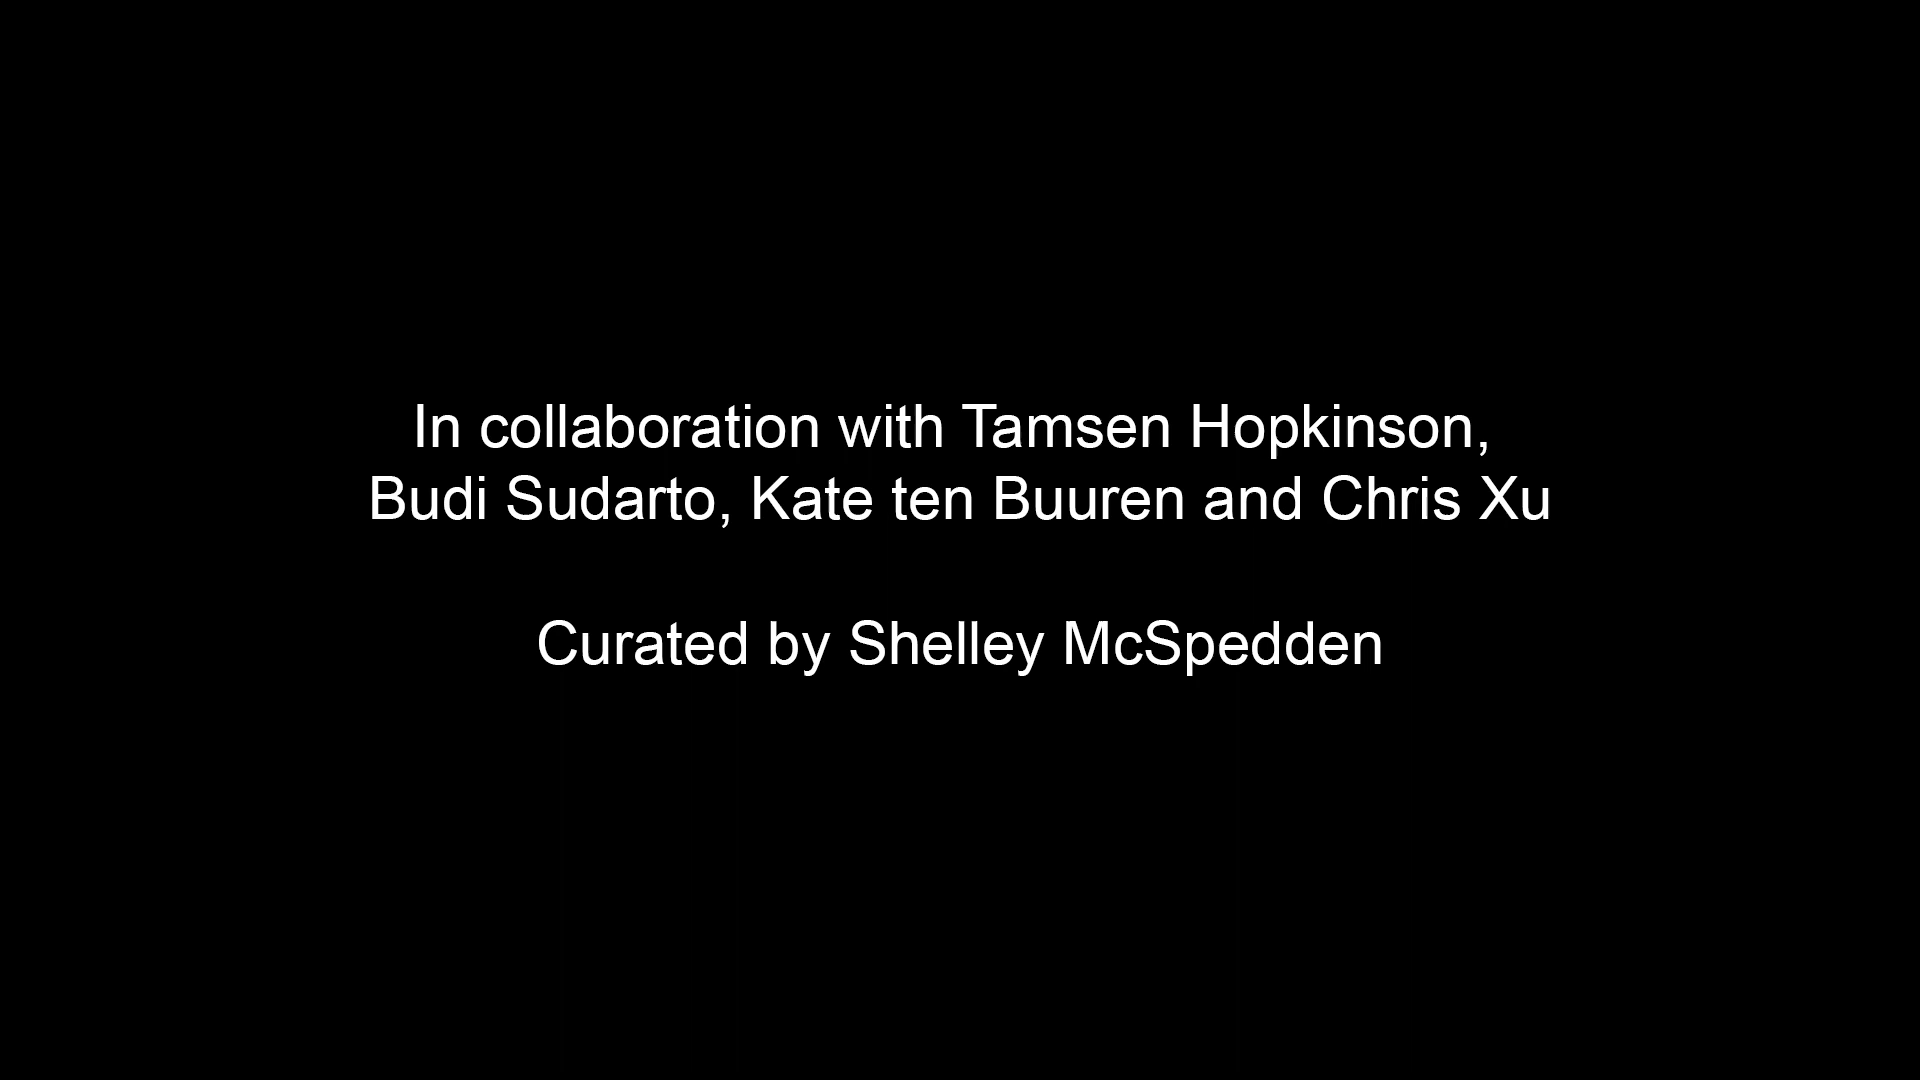 In collaboration with Tamsen Hopkinson,
Budi Sudarto, Kate ten Buuren and Chris Xu
Curated by Shelley McSpedden